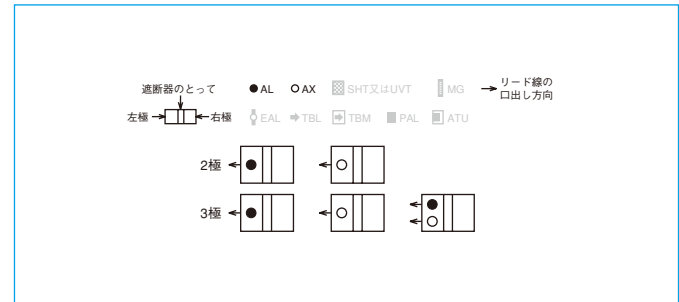 遮断器のとって
左極 右極
AL AX SHT又はUVT MG リード線の
口出し方向
EAL TBL TBM PAL ATU
2極
3極